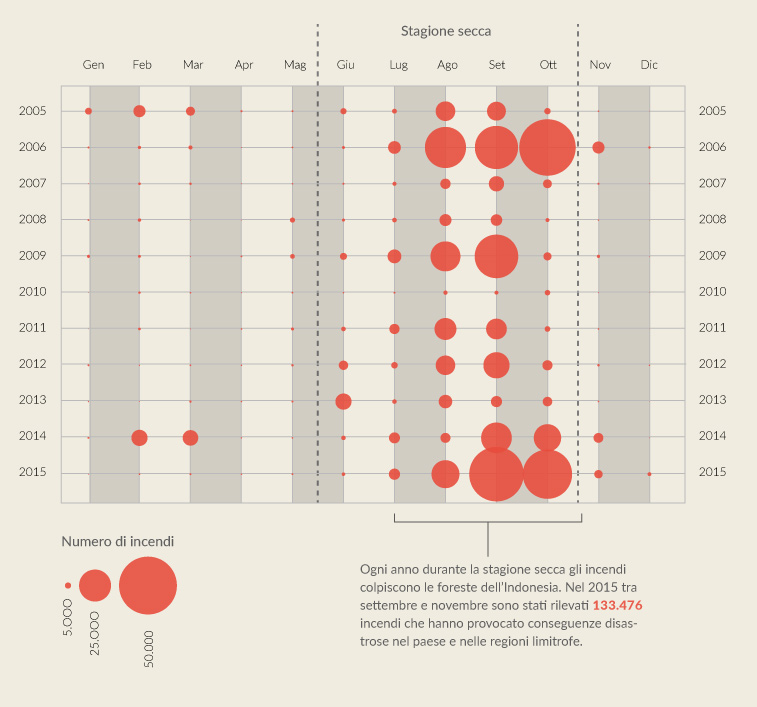 Stagione secca
Gen Feb Mar Apr Mag Giu Lug Ago Set Ott Nov Dic
2005 2005
2006 2006
2007 2007
2008 2008
2009 2009
2010 2010
2011 2011
2012 2012
2013 2013
2014 2014
2015 2015
Numero di incendi
5.000
25.000
50.000
Ogni anno durante la stagione secca gli incendi
colpiscono le foreste dell'Indonesia. Nel 2015 tra
settembre e novembre sono stati rilevati 133.476
incendi che hanno provocato conseguenze disas-
trose nel paese e nelle regioni limitrofe.